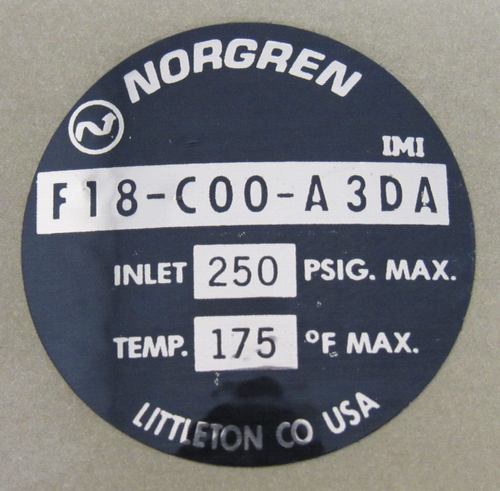 NORGREN
IMI
F18-C00-A3DA
INLET 250 PSIG. MAX.
TEMP. 175 °F MAX.
LITTLETON CO USA